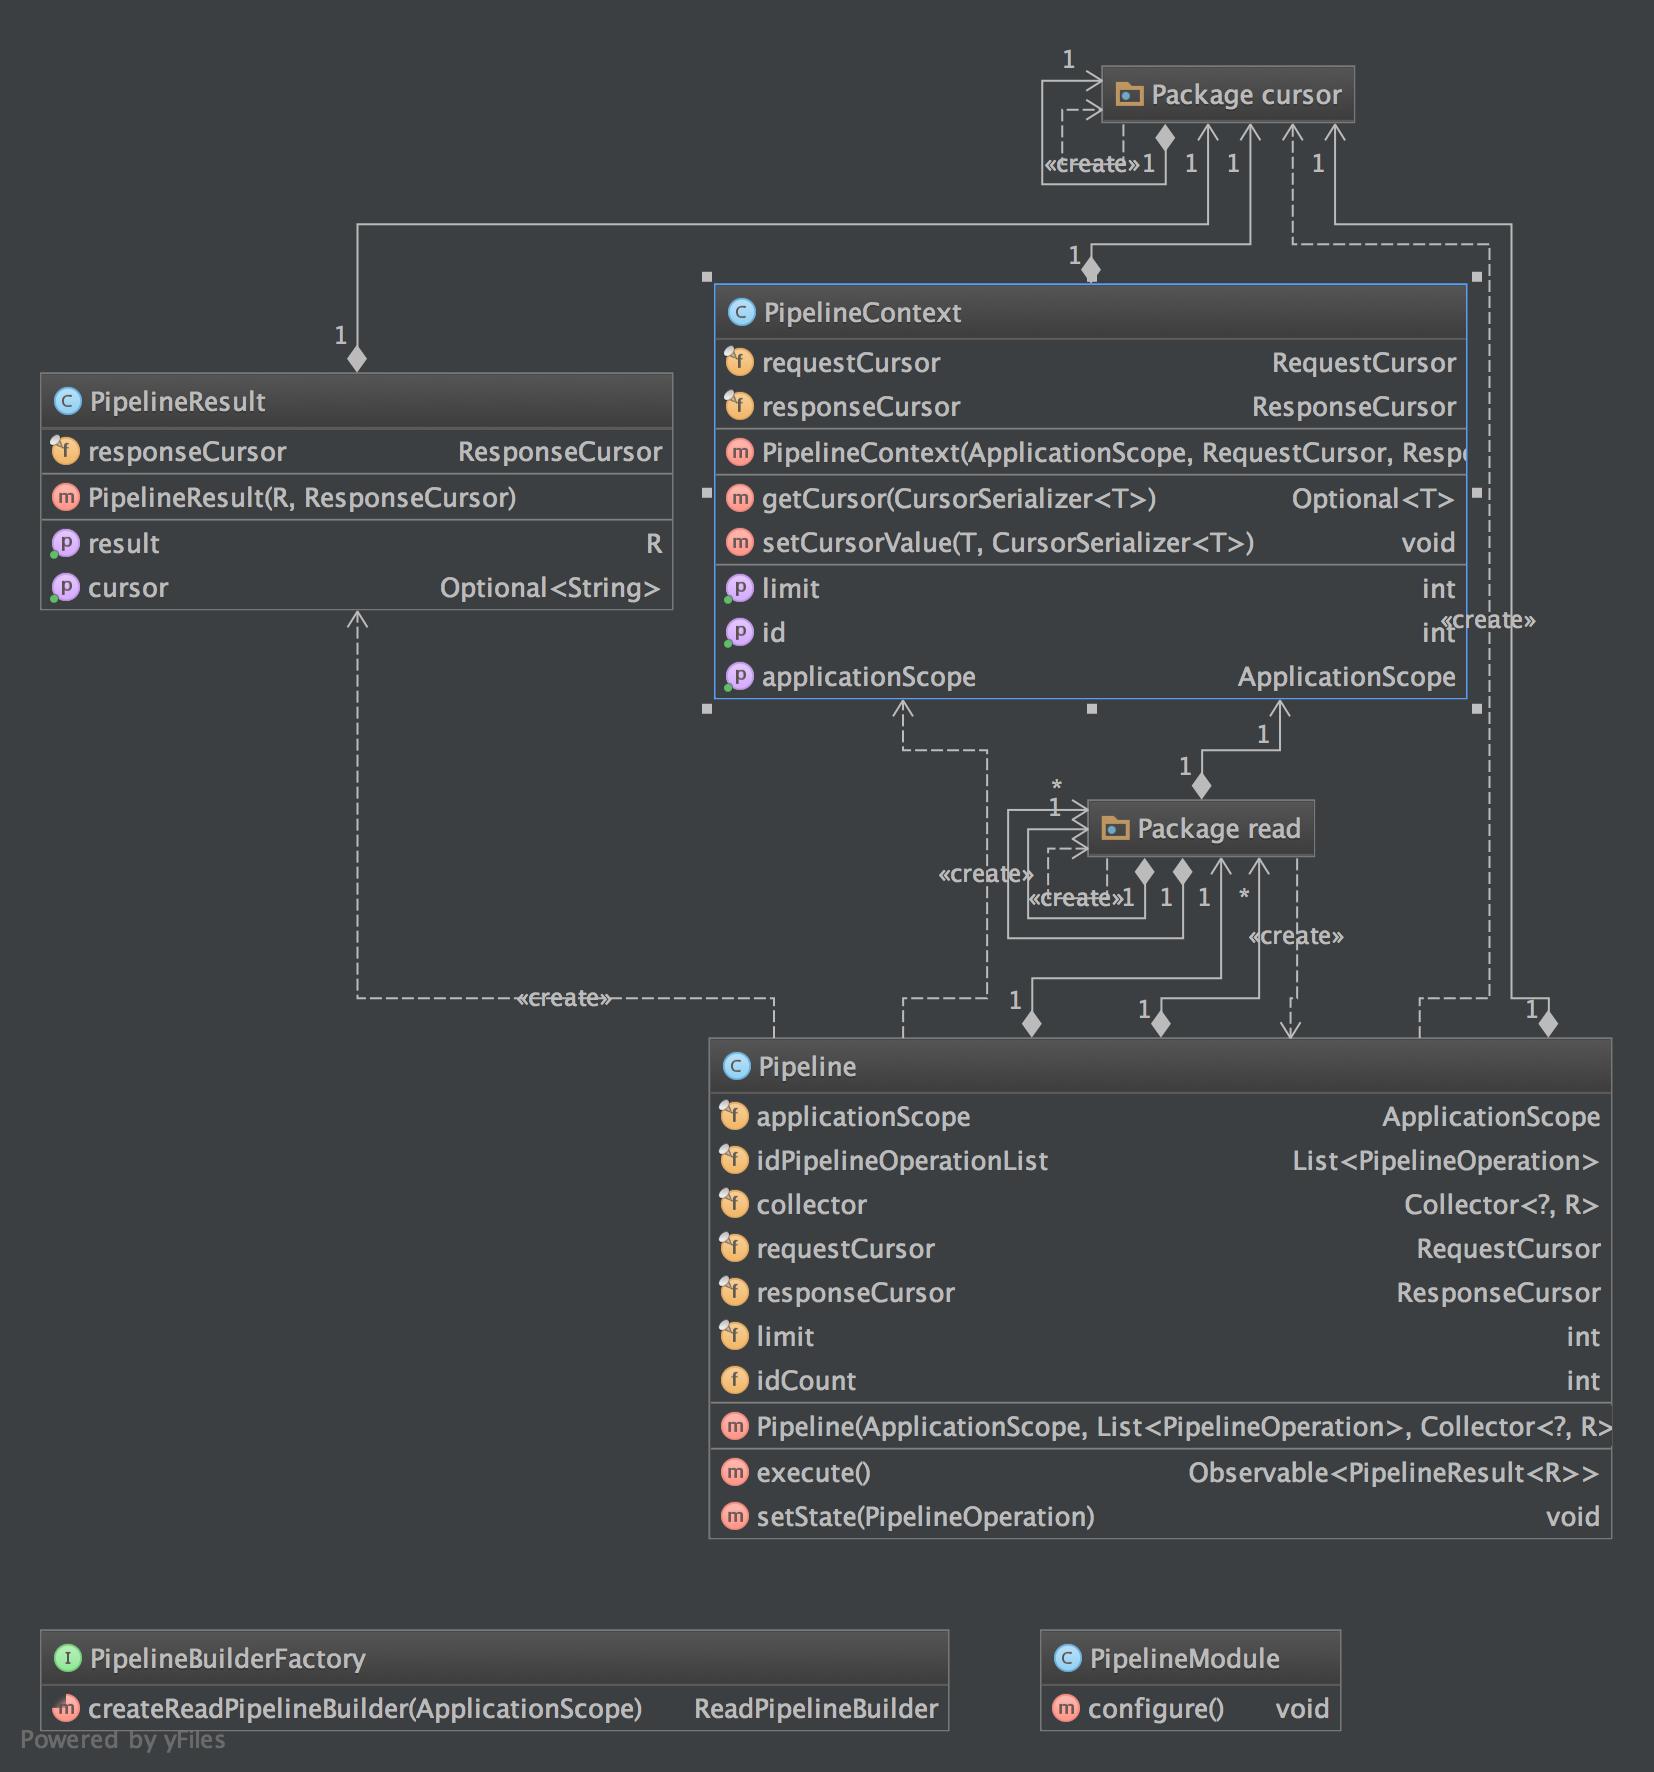 1
Package cursor
«create» 1 1 1 1
1
1
PipelineContext
requestCursor RequestCursor
responseCursor ResponseCursor
PipelineContext(ApplicationScope, RequestCursor, Resp
getCursor(CursorSerializer<T>) Optional<T>
setCursorValue(T, CursorSerializer<T>) void
limit int
id int
applicationScope ApplicationScope
PipelineResult
responseCursor ResponseCursor
PipelineResult(R, ResponseCursor)
result R
cursor Optional<String>
«create»
1
1
*
1
Package read
«create»
«create» 1 1 1 *
«create»
«create»
1
1
1
Pipeline
applicationScope ApplicationScope
idPipelineOperationList List<PipelineOperation>
collector Collector<?, R>
requestCursor RequestCursor
responseCursor ResponseCursor
limit int
idCount int
Pipeline(ApplicationScope, List<PipelineOperation>, Collector<?, R>
execute() Observable<PipelineResult<R>>
setState(PipelineOperation) void
PipelineBuilderFactory
createReadPipelineBuilder(ApplicationScope) ReadPipelineBuilder
PipelineModule
configure() void
Powered by yFiles